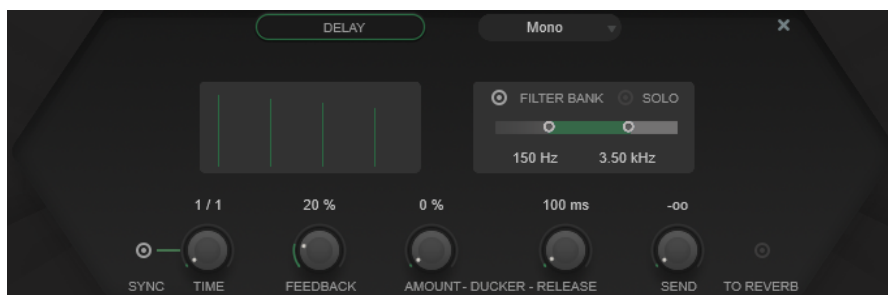 DELAY Mono
FILTER BANK SOLO
150 Hz 3.50 kHz
1 / 1 20 % 0 % 100 ms -oo
SYNC TIME FEEDBACK AMOUNT - DUCKER - RELEASE SEND TO REVERB